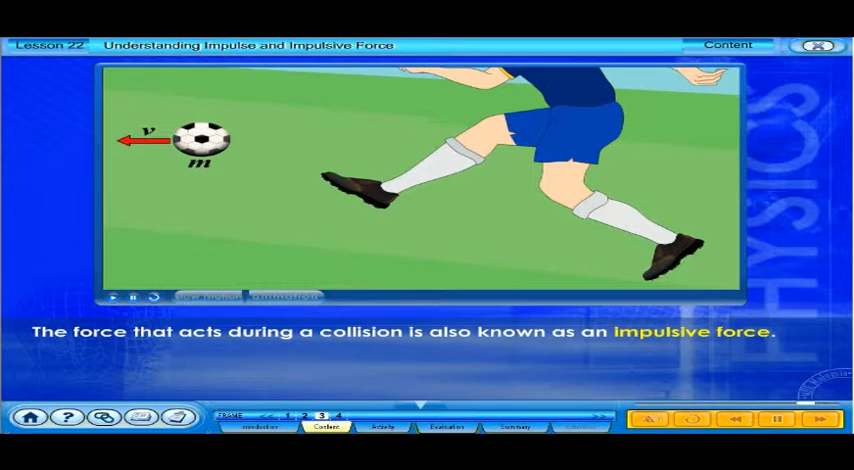 Lesson 22 Understanding Impulse and Impulsive Force Content
v
m
PHYSICS
animation
The force that acts during a collision is also known as an impulsive force.
FRAME << 1 2 3 4 >>
Content Activity Evaluation Summary